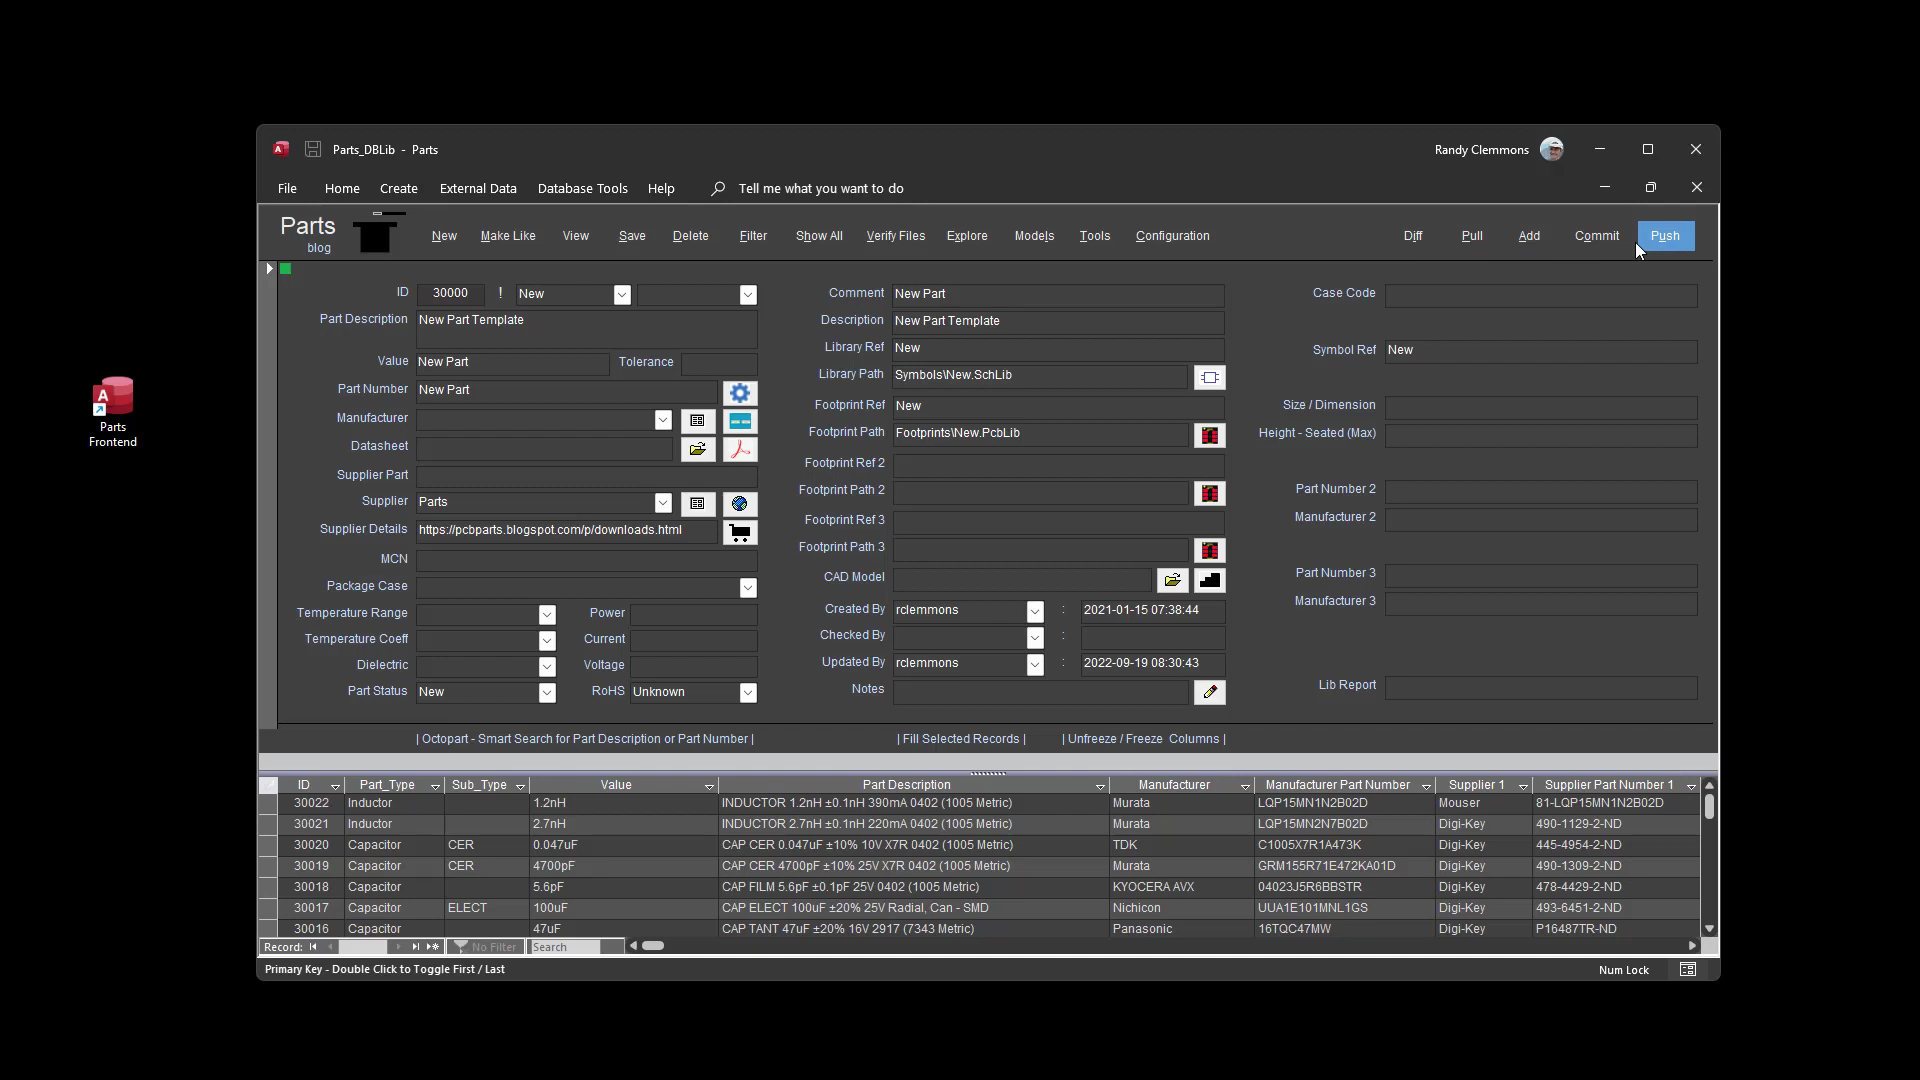 Parts_DBLib - Parts
Randy Clemmons
File Home Create External Data Database Tools Help Tell me what you want to do
Parts
blog
New Make Like View Save Delete Filter Show All Verify Files Explore Models Tools Configuration Diff Pull Add Commit Push
ID 30000 ! New
Part Description New Part Template
Value New Part Tolerance
Part Number New Part
Manufacturer
Datasheet
Supplier Part
Supplier Parts
Supplier Details https://pcbparts.blogspot.com/p/downloads.html
MCN
Package Case
Temperature Range Power
Temperature Coeff Current
Dielectric Voltage
Part Status New RoHS Unknown
Comment New Part
Description New Part Template
Library Ref New
Library Path Symbols\New.SchLib
Footprint Ref New
Footprint Path Footprints\New.PcbLib
Footprint Ref 2
Footprint Path 2
Footprint Ref 3
Footprint Path 3
CAD Model
Created By rclemmons : 2021-01-15 07:38:44
Checked By :
Updated By rclemmons : 2022-09-19 08:30:43
Notes
Case Code
Symbol Ref New
Size / Dimension
Height - Seated (Max)
Part Number 2
Manufacturer 2
Part Number 3
Manufacturer 3
Lib Report
| Octopart - Smart Search for Part Description or Part Number | | Fill Selected Records | | Unfreeze / Freeze Columns |
ID Part_Type Sub_Type Value Part Description Manufacturer Manufacturer Part Number Supplier 1 Supplier Part Number 1
30022 Inductor 1.2nH INDUCTOR 1.2nH ±0.1nH 390mA 0402 (1005 Metric) Murata LQP15MN1N2B02D Mouser 81-LQP15MN1N2B02D
30021 Inductor 2.7nH INDUCTOR 2.7nH ±0.1nH 220mA 0402 (1005 Metric) Murata LQP15MN2N7B02D Digi-Key 490-1129-2-ND
30020 Capacitor CER 0.047uF CAP CER 0.047uF ±10% 10V X7R 0402 (1005 Metric) TDK C1005X7R1A473K Digi-Key 445-4954-2-ND
30019 Capacitor CER 4700pF CAP CER 4700pF ±10% 25V X7R 0402 (1005 Metric) Murata GRM155R71E472KA01D Digi-Key 490-1309-2-ND
30018 Capacitor 5.6pF CAP FILM 5.6pF ±0.1pF 25V 0402 (1005 Metric) KYOCERA AVX 04023J5R6BBSTR Digi-Key 478-4429-2-ND
30017 Capacitor ELECT 100uF CAP ELECT 100uF ±20% 25V Radial, Can - SMD Nichicon UUA1E101MNL1GS Digi-Key 493-6451-2-ND
30016 Capacitor 47uF CAP TANT 47uF ±20% 16V 2917 (7343 Metric) Panasonic 16TQC47MW Digi-Key P16487TR-ND
Record: No Filter Search
Primary Key - Double Click to Toggle First / Last Num Lock
Parts
Frontend